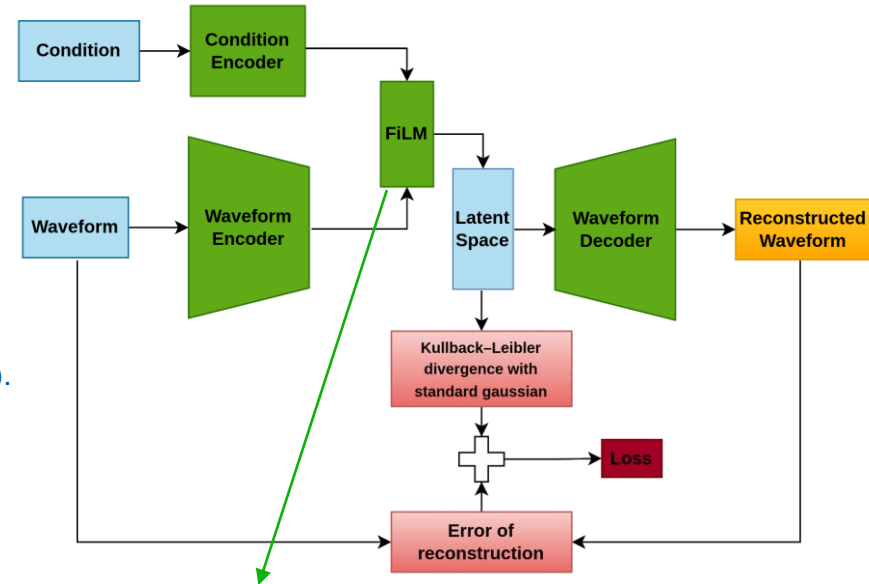 Condition
Condition
Encoder
FiLM
Waveform
Waveform
Encoder
Latent
Space
Waveform
Decoder
Reconstructed
Waveform
Kullback–Leibler
divergence with
standard gaussian
).
Loss
Error of
reconstruction